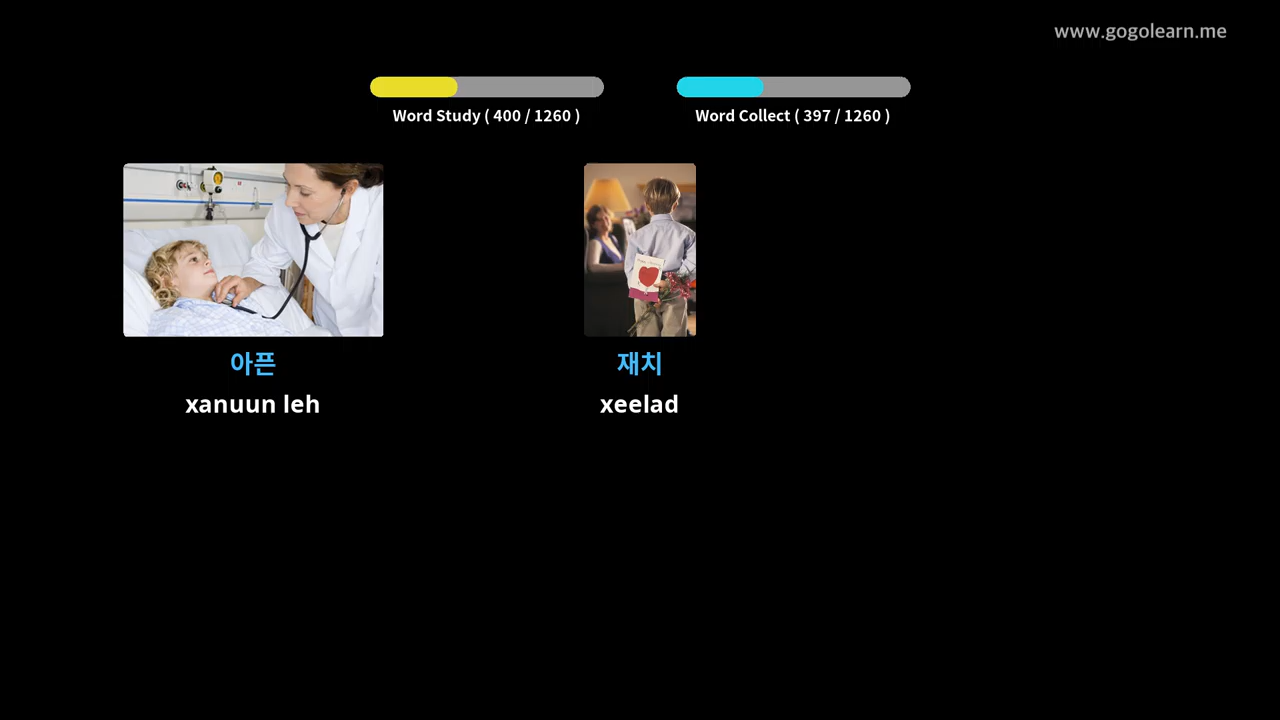 www.gogolearn.me
Word Study ( 400 / 1260 )
Word Collect ( 397 / 1260 )
아픈
재치
xanuun leh
xeelad